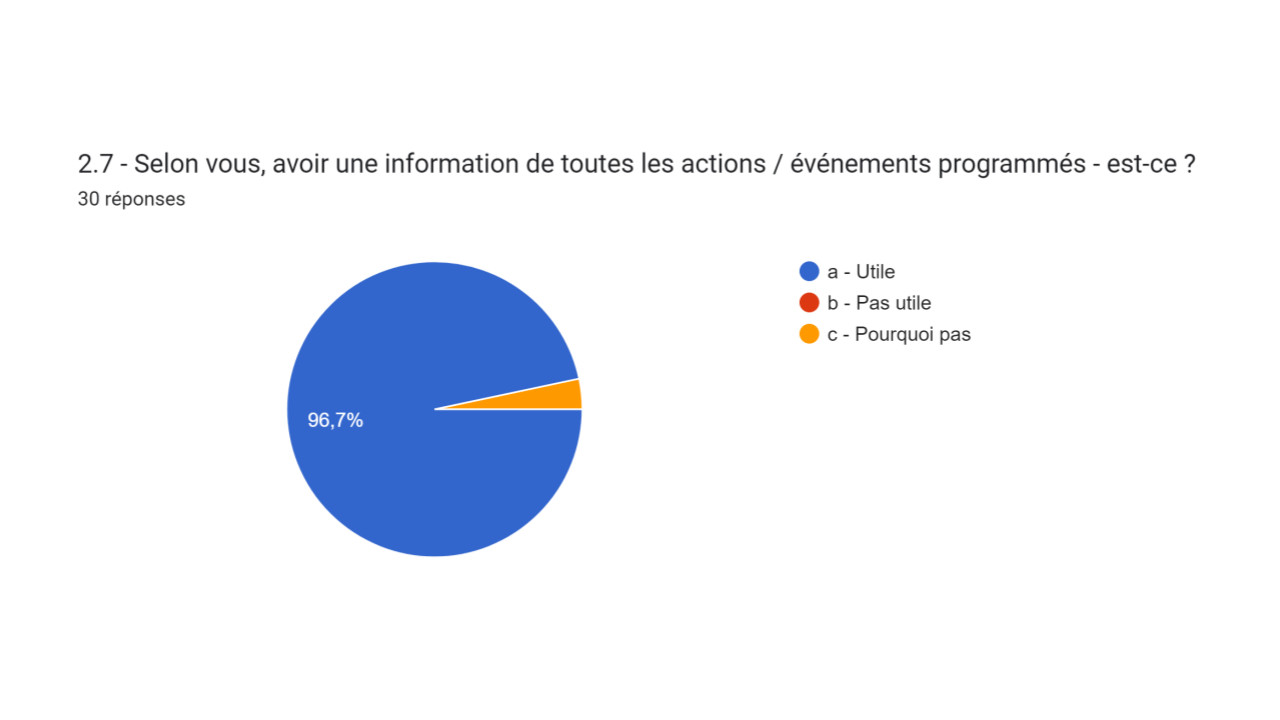 2.7 - Selon vous, avoir une information de toutes les actions / événements programmés - est-ce ?
30 réponses
a - Utile
b - Pas utile
c - Pourquoi pas
96,7%